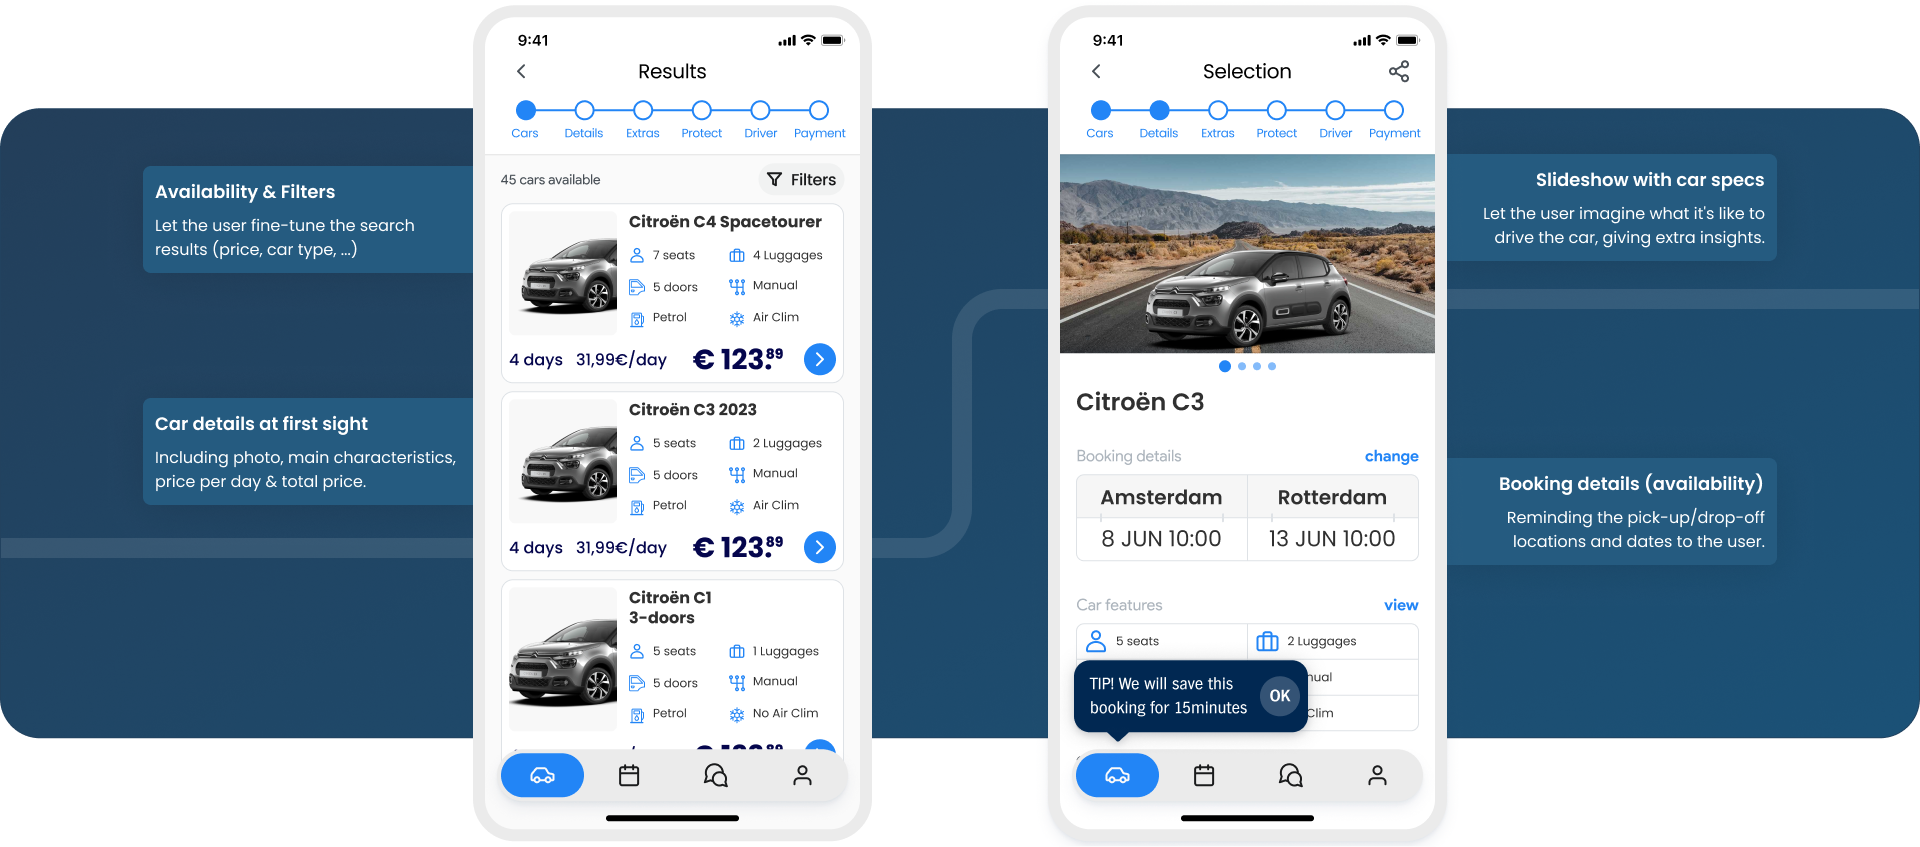 Availability & Filters
Let the user fine-tune the search
results (price, car type, ...)
Car details at first sight
Including photo, main characteristics,
price per day & total price.
9:41
Results
Cars Details Extras Protect Driver Payment
45 cars available
Filters
Citroën C4 Spacetourer
7 seats 4 Luggages
5 doors Manual
Petrol Air Clim
4 days 31,99€/day € 123.89
Citroën C3 2023
5 seats 2 Luggages
5 doors Manual
Petrol Air Clim
4 days 31,99€/day € 123.89
Citroën C1
3-doors
5 seats 1 Luggages
5 doors Manual
Petrol No Air Clim
9:41
Selection
Cars Details Extras Protect Driver Payment
Citroën C3
Booking details change
Amsterdam Rotterdam
8 JUN 10:00 13 JUN 10:00
Car features view
5 seats 2 Luggages
nual
Clim
TIP! We will save this
booking for 15minutes
OK
Slideshow with car specs
Let the user imagine what it's like to
drive the car, giving extra insights.
Booking details (availability)
Reminding the pick-up/drop-off
locations and dates to the user.